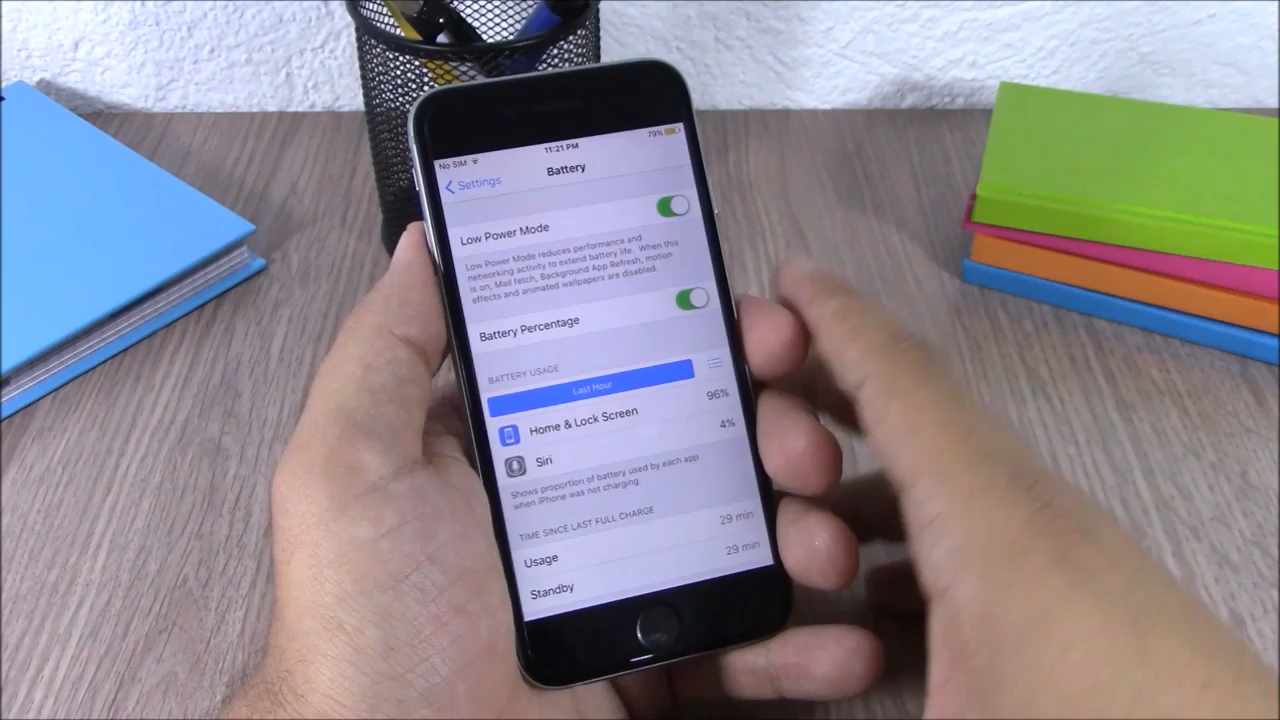 No SIM 11:21 PM 79%
Settings Battery
Low Power Mode
Low Power Mode reduces performance and
networking activity to extend battery life. When this
is on, Mail fetch, Background App Refresh, motion
effects and animated wallpapers are disabled.
Battery Percentage
BATTERY USAGE
Last Hour
Home & Lock Screen 96%
Siri 4%
Shows proportion of battery used by each app
when iPhone was not charging.
TIME SINCE LAST FULL CHARGE
Usage 29 min
Standby 29 min